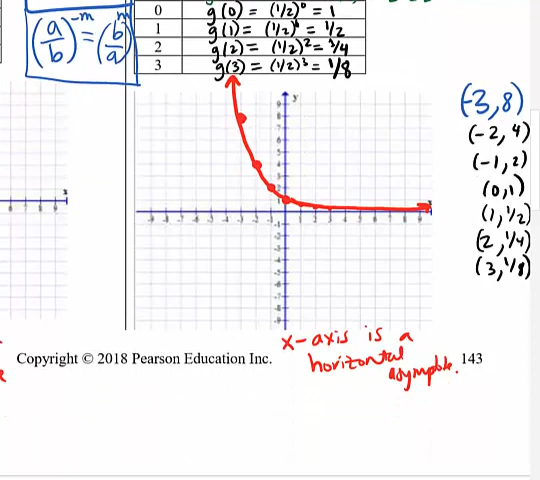 (a/b)^-m = (b/a)^m
0 g(0) = (1/2)^0 = 1
1 g(1) = (1/2)^1 = 1/2
2 g(2) = (1/2)^2 = 1/4
3 g(3) = (1/2)^3 = 1/8
y
(-3,8)
(-2,4)
(-1,2)
(0,1)
(1,1/2)
(2,1/4)
(3,1/8)
x
x-axis is a
horizontal
asymptote.
Copyright © 2018 Pearson Education Inc. 143